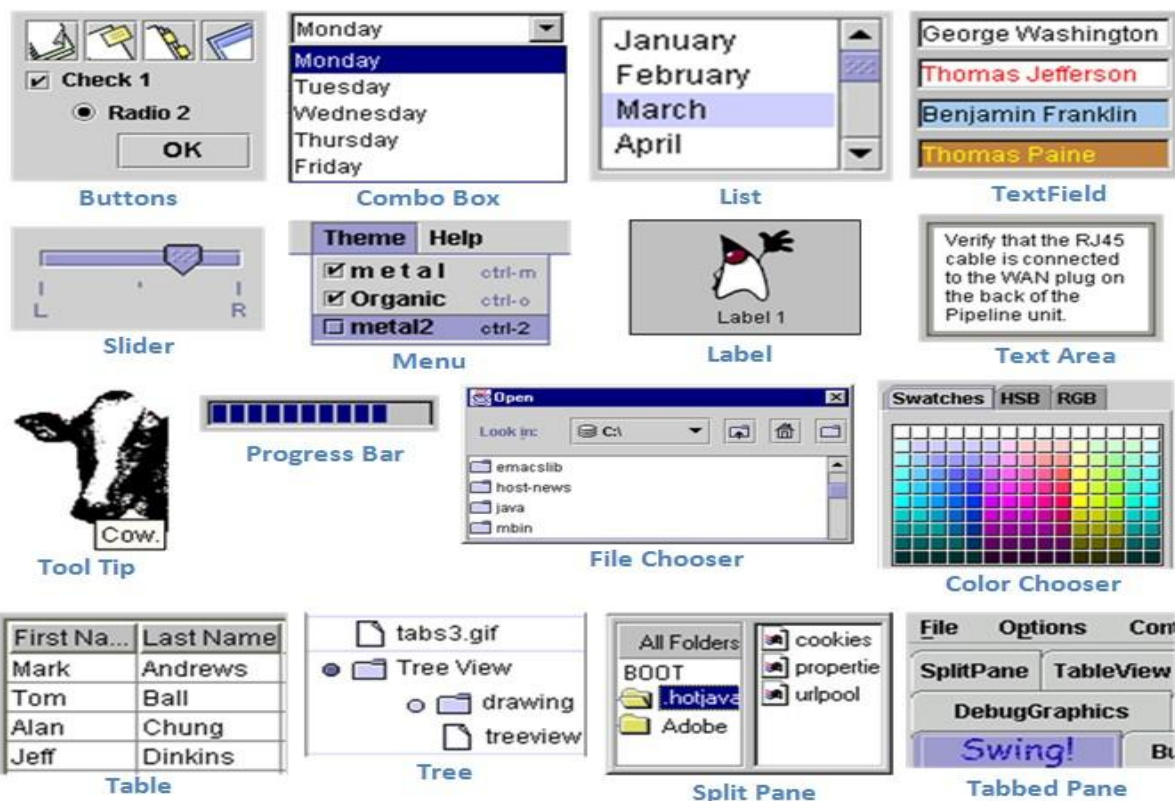 Check 1
Radio 2
OK
Buttons
Monday
Monday
Tuesday
Wednesday
Thursday
Friday
Combo Box
January
February
March
April
List
George Washington
Thomas Jefferson
Benjamin Franklin
Thomas Paine
TextField
L
R
Slider
Theme Help
metal ctrl-m
Organic ctrl-o
metal2 ctrl-2
Menu
Label 1
Label
Verify that the RJ45
cable is connected
to the WAN plug on
the back of the
Pipeline unit.
Text Area
Cow.
Tool Tip
Progress Bar
Open
Look in: C:\
emacslib
host-news
java
mbin
File Chooser
Swatches HSB RGB
Color Chooser
First Na... Last Name
Mark Andrews
Tom Ball
Alan Chung
Jeff Dinkins
Table
tabs3.gif
Tree View
drawing
treeview
Tree
All Folders
BOOT
.hotjava
Adobe
cookies
propertie
urlpool
Split Pane
File Options Cont
SplitPane TableView
DebugGraphics
Swing! Bu
Tabbed Pane